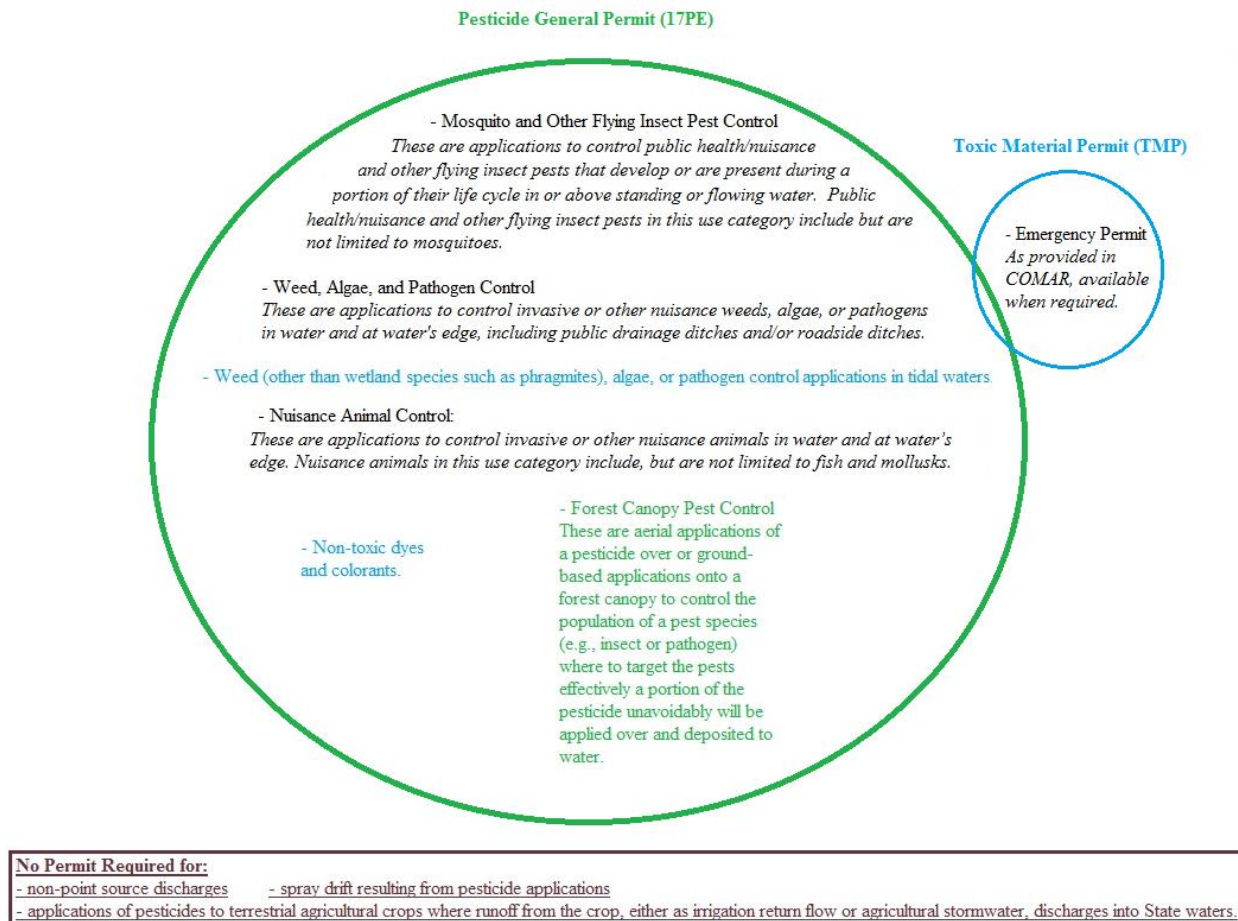 Pesticide General Permit (17PE)
- Mosquito and Other Flying Insect Pest Control
These are applications to control public health/nuisance
and other flying insect pests that develop or are present during a
portion of their life cycle in or above standing or flowing water.  Public
health/nuisance and other flying insect pests in this use category include but are
not limited to mosquitoes.
Toxic Material Permit (TMP)
- Emergency Permit
As provided in
COMAR, available
when required.
- Weed, Algae, and Pathogen Control
These are applications to control invasive or other nuisance weeds, algae, or pathogens
in water and at water's edge, including public drainage ditches and/or roadside ditches.
- Weed (other than wetland species such as phragmites), algae, or pathogen control applications in tidal waters.
- Nuisance Animal Control:
These are applications to control invasive or other nuisance animals in water and at water's
edge. Nuisance animals in this use category include, but are not limited to fish and mollusks.
- Non-toxic dyes
and colorants.
- Forest Canopy Pest Control
These are aerial applications of
a pesticide over or ground-
based applications onto a
forest canopy to control the
population of a pest species
(e.g., insect or pathogen)
where to target the pests
effectively a portion of the
pesticide unavoidably will be
applied over and deposited to
water.
No Permit Required for:
- non-point source discharges - spray drift resulting from pesticide applications
- applications of pesticides to terrestrial agricultural crops where runoff from the crop, either as irrigation return flow or agricultural stormwater, discharges into State waters.